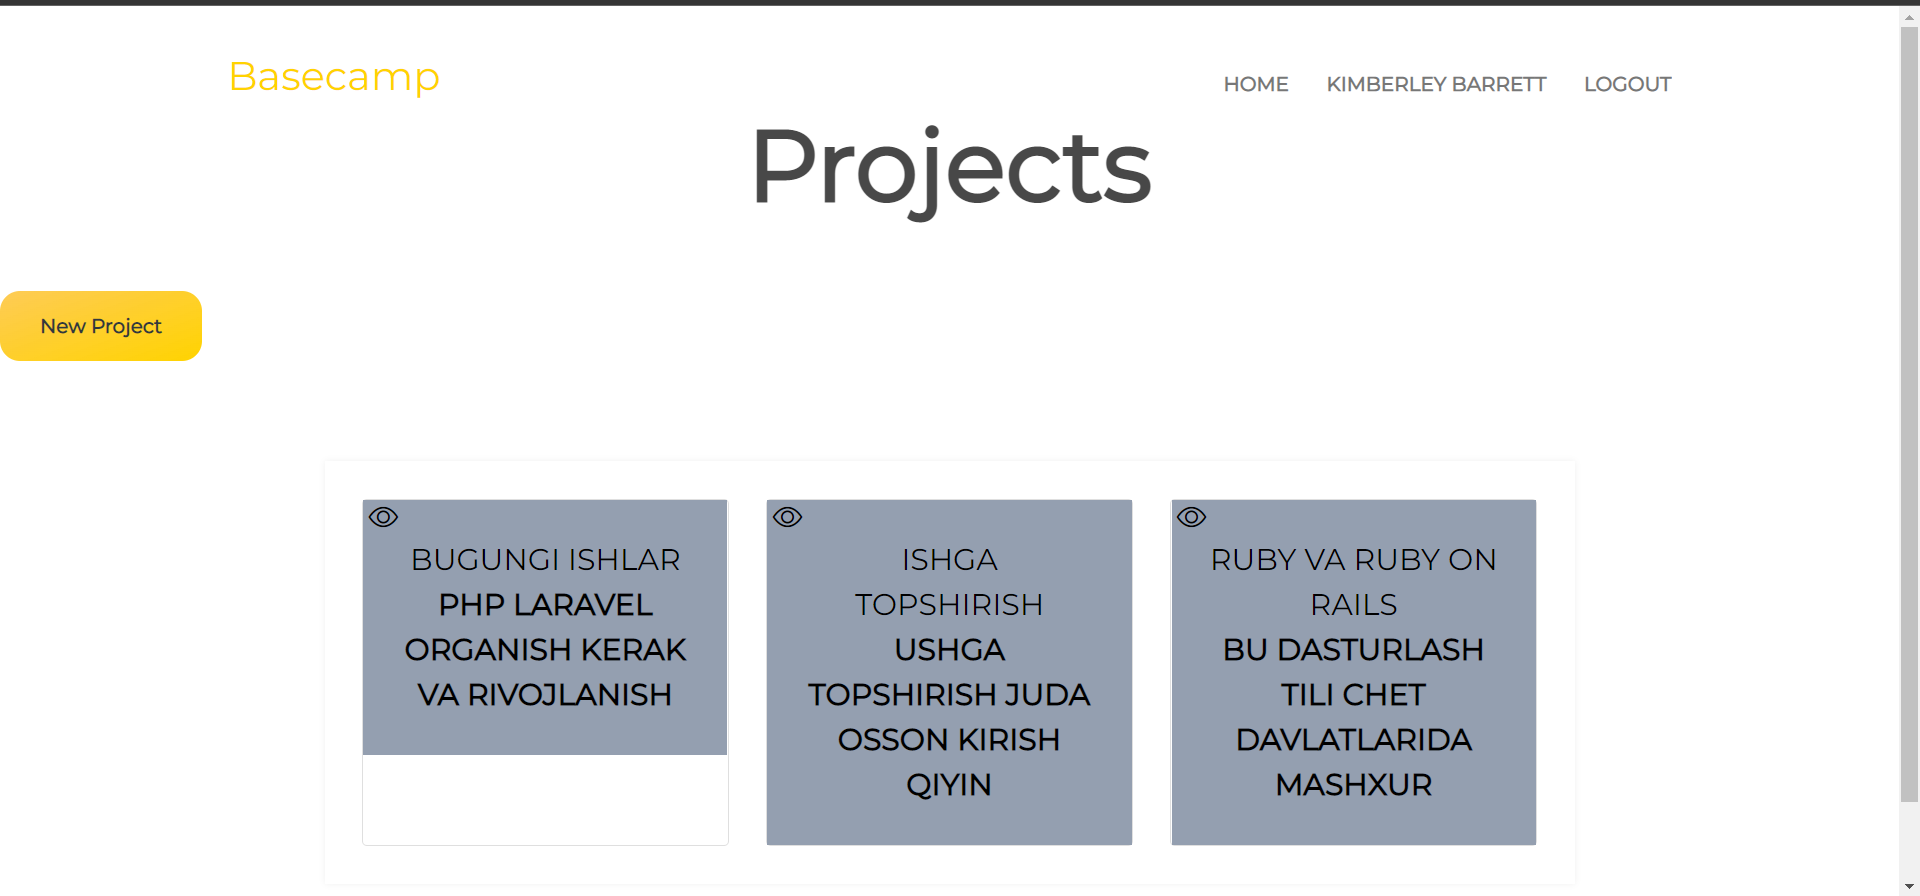 Basecamp
HOME KIMBERLEY BARRETT LOGOUT
Projects
New Project
BUGUNGI ISHLAR
PHP LARAVEL
ORGANISH KERAK
VA RIVOJLANISH
ISHGA
TOPSHIRISH
USHGA
TOPSHIRISH JUDA
OSSON KIRISH
QIYIN
RUBY VA RUBY ON
RAILS
BU DASTURLASH
TILI CHET
DAVLATLARIDA
MASHXUR